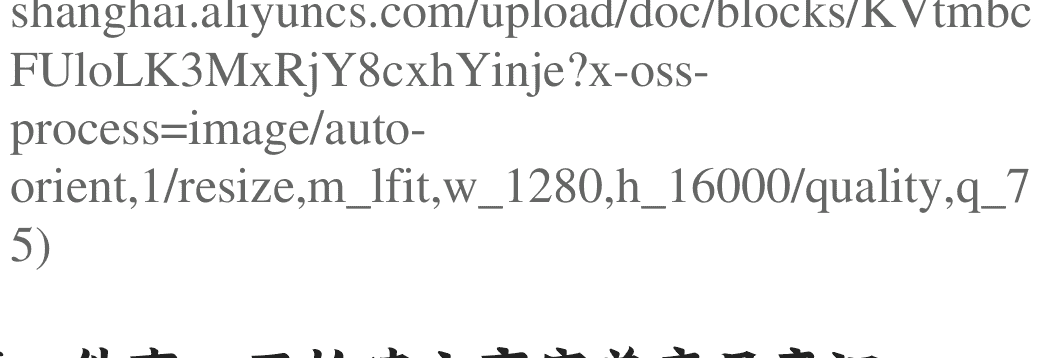 shanghai.aliyuncs.com/upload/doc/blocks/KVtmbc
FUloLK3MxRjY8cxhYinje?x-oss-
process=image/auto-
orient,1/resize,m_lfit,w_1280,h_16000/quality,q_7
5)